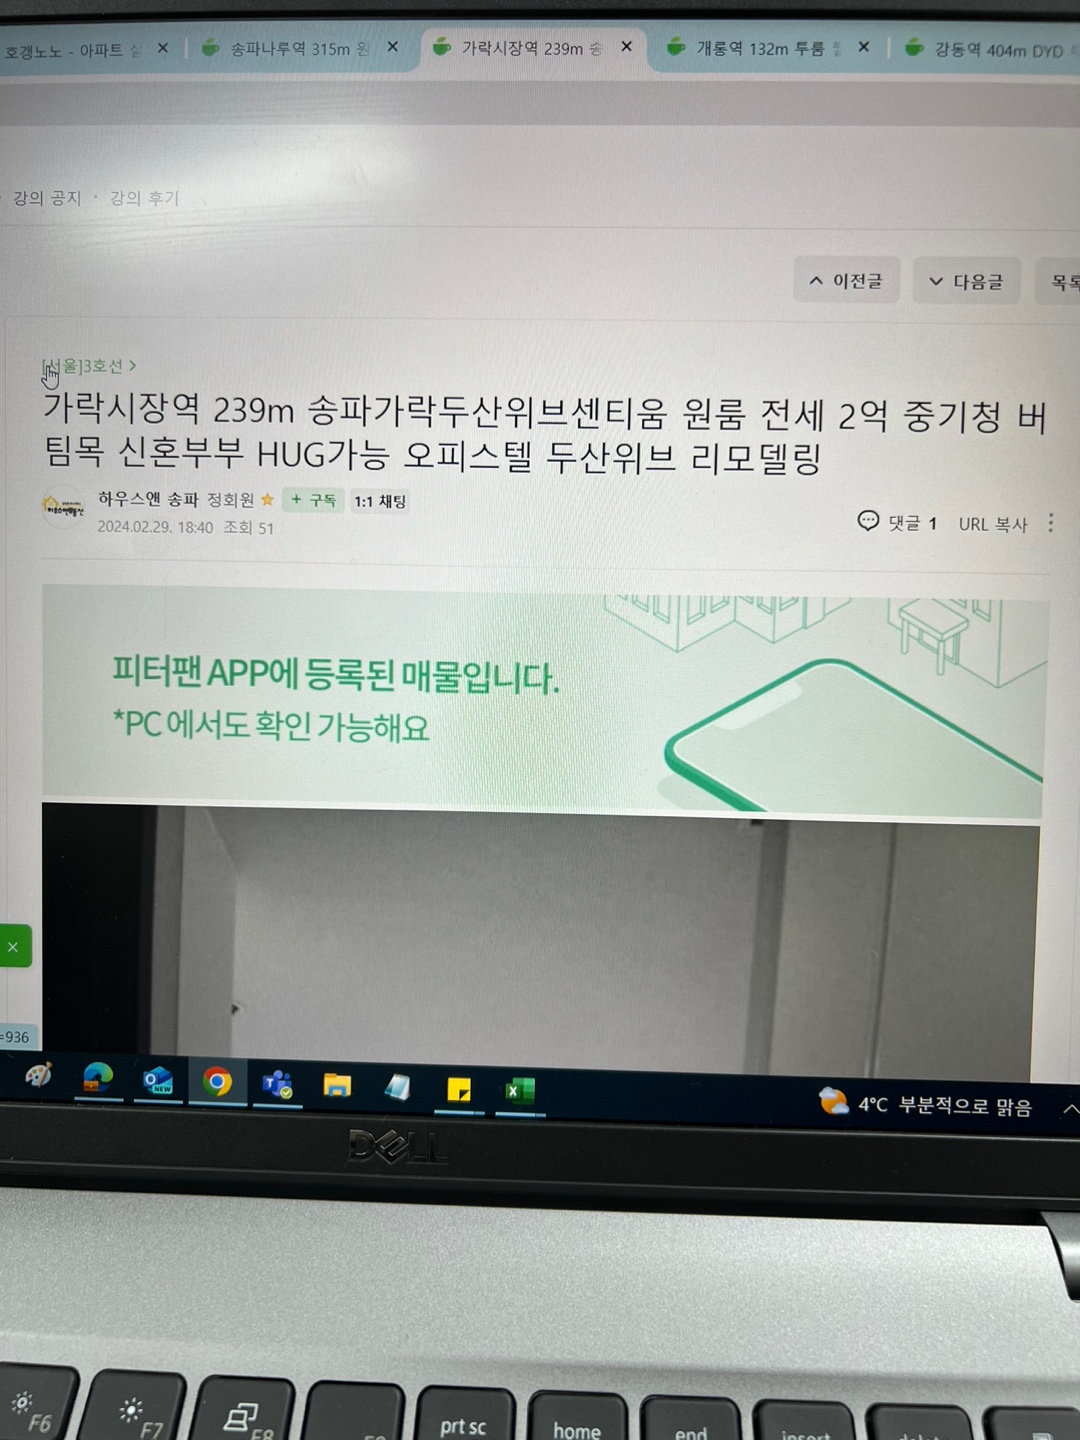 호갱노노 - 아파트 실
송파나루역 315m 원
가락시장역 239m 송
개롱역 132m 투룸
강동역 404m DYD
강의 공지 · 강의 후기
이전글
다음글
목록
[서울]3호선 >
가락시장역 239m 송파가락두산위브센티움 원룸 전세 2억 중기청 버
팀목 신혼부부 HUG가능 오피스텔 두산위브 리모델링
하우스앤 송파 정회원 + 구독 1:1 채팅
2024.02.29. 18:40 조회 51
댓글 1 URL 복사
피터팬 APP에 등록된 매물입니다.
*PC에서도 확인 가능해요
=936
NEW
4°C 부분적으로 맑음
DELL
F6
F7
F8
F9
prt sc
home
end
insert
delete